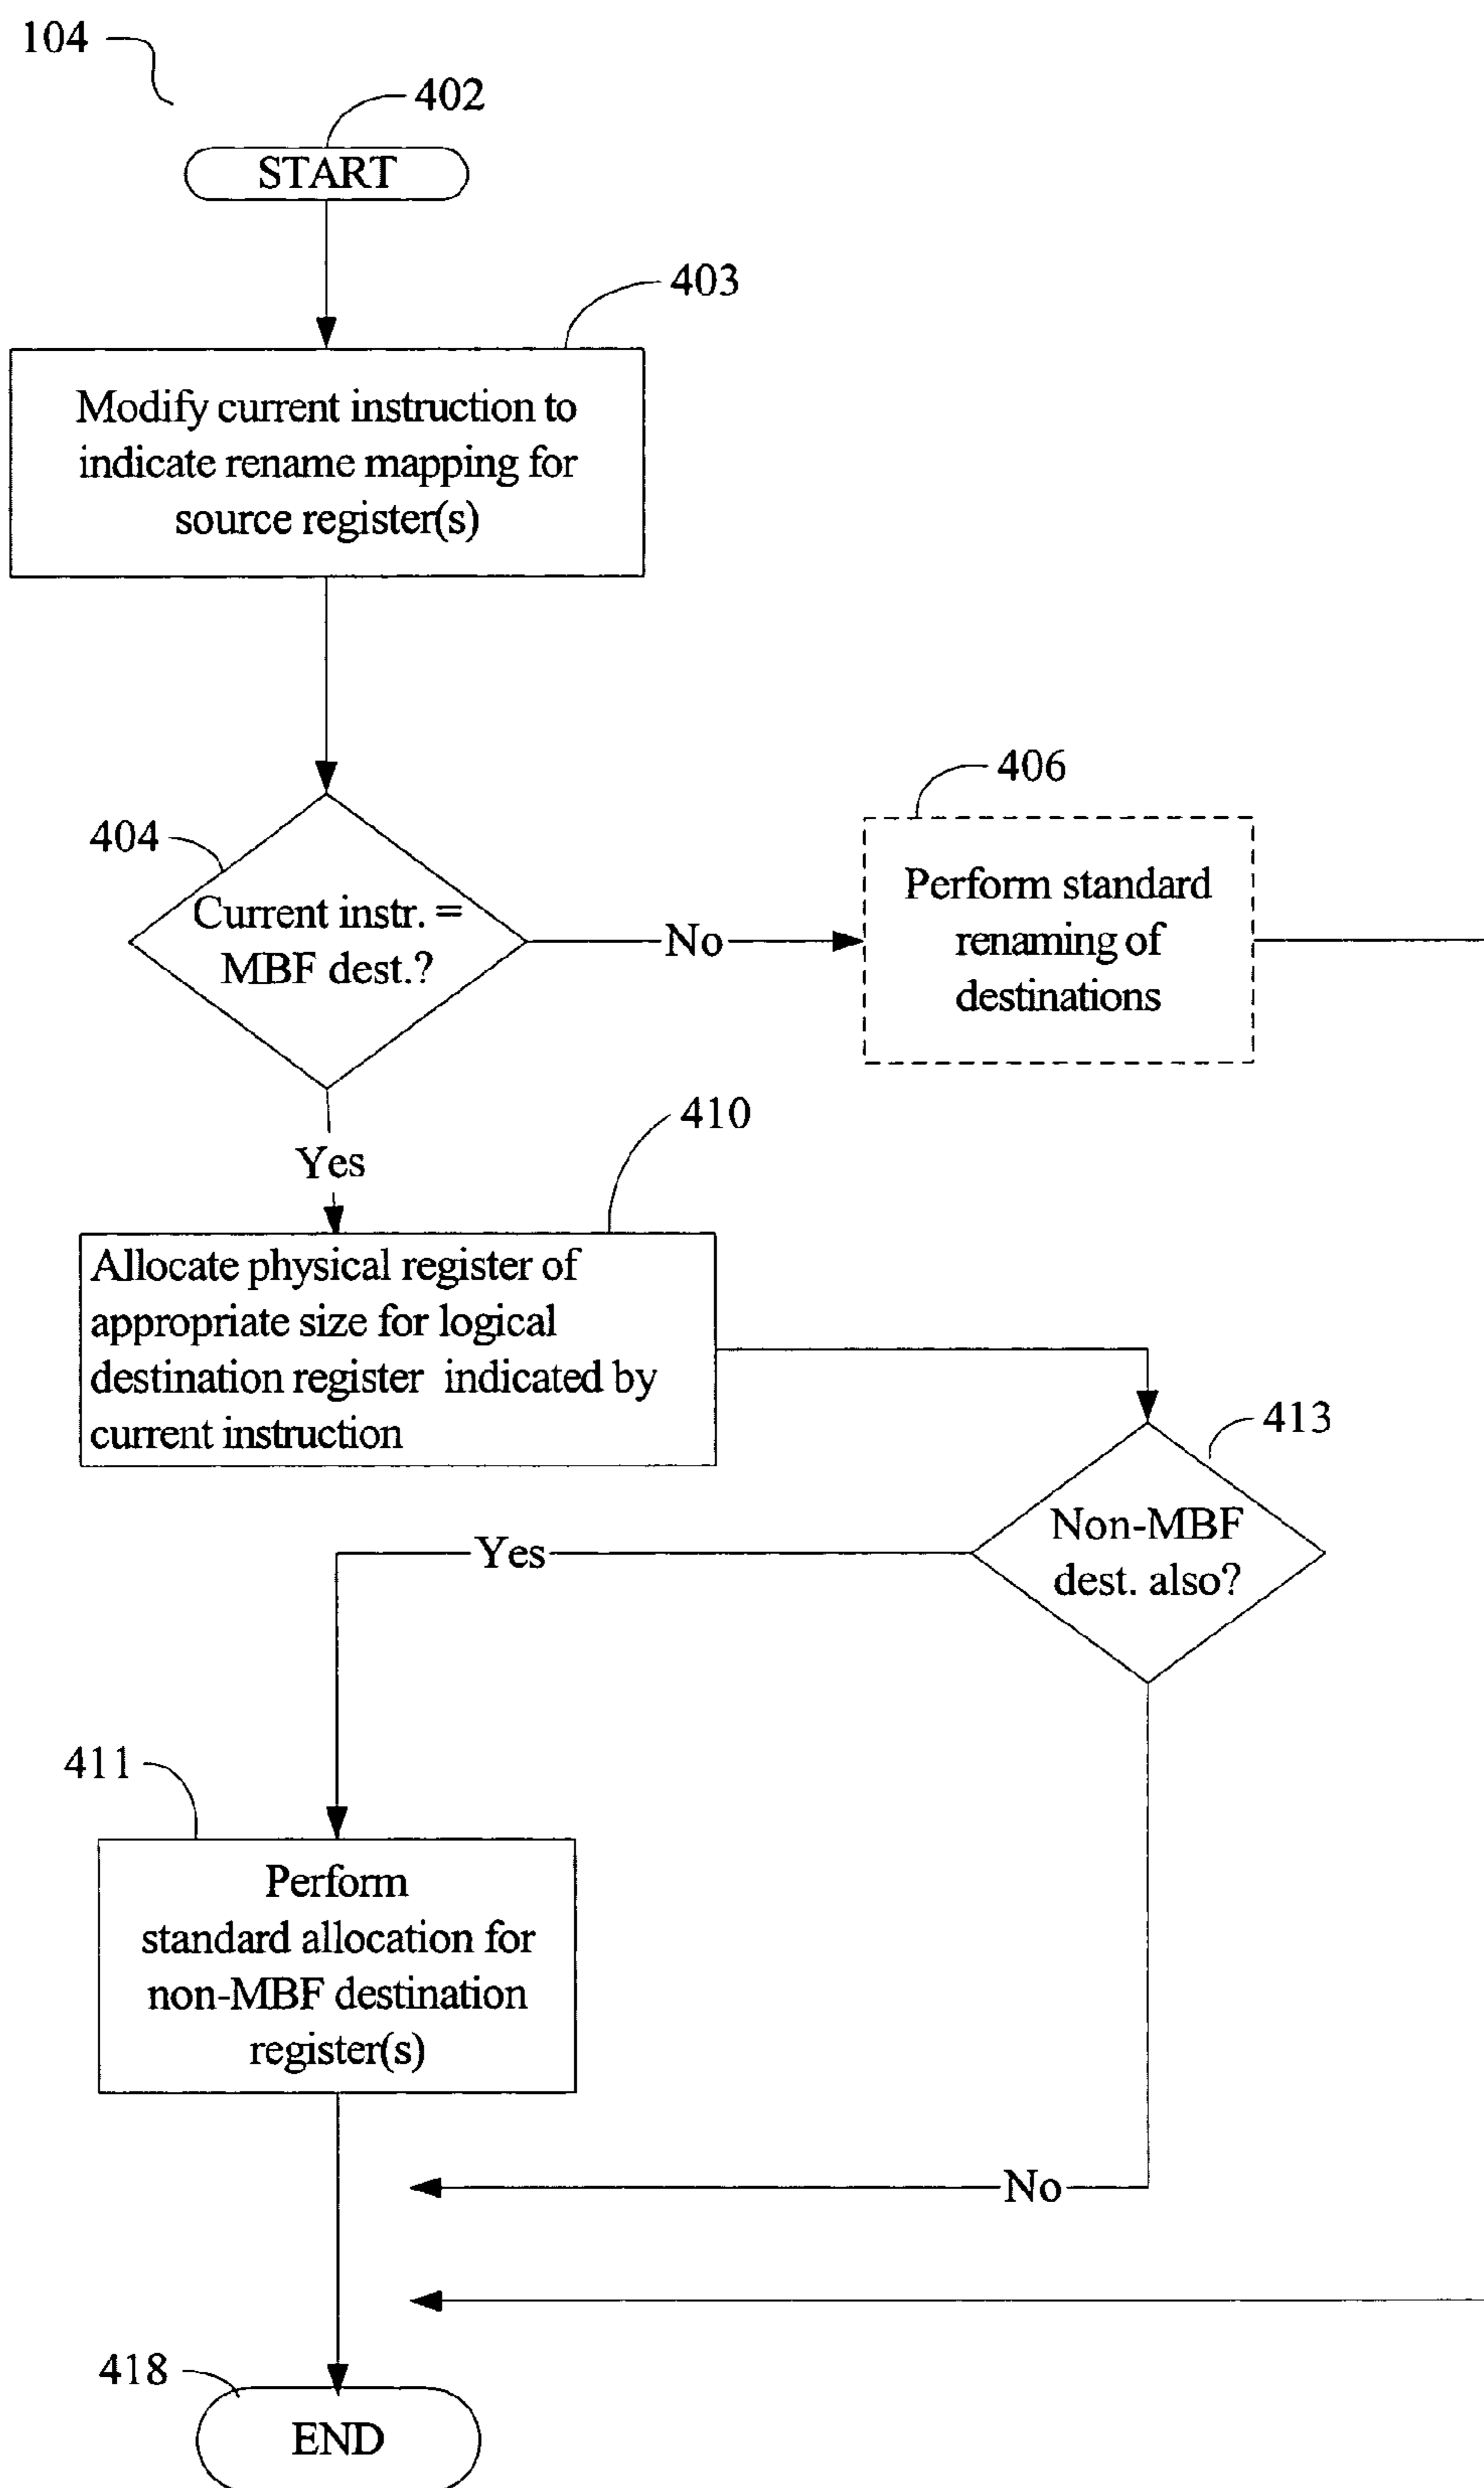 104
402
START
403
Modify current instruction to
indicate rename mapping for
source register(s)
406
404
Current instr. =
MBF dest.?
No
Perform standard
renaming of
destinations
410
Yes
Allocate physical register of
appropriate size for logical
destination register indicated by
current instruction
413
Non-MBF
dest. also?
Yes
411
Perform
standard allocation for
non-MBF destination
register(s)
No
418
END